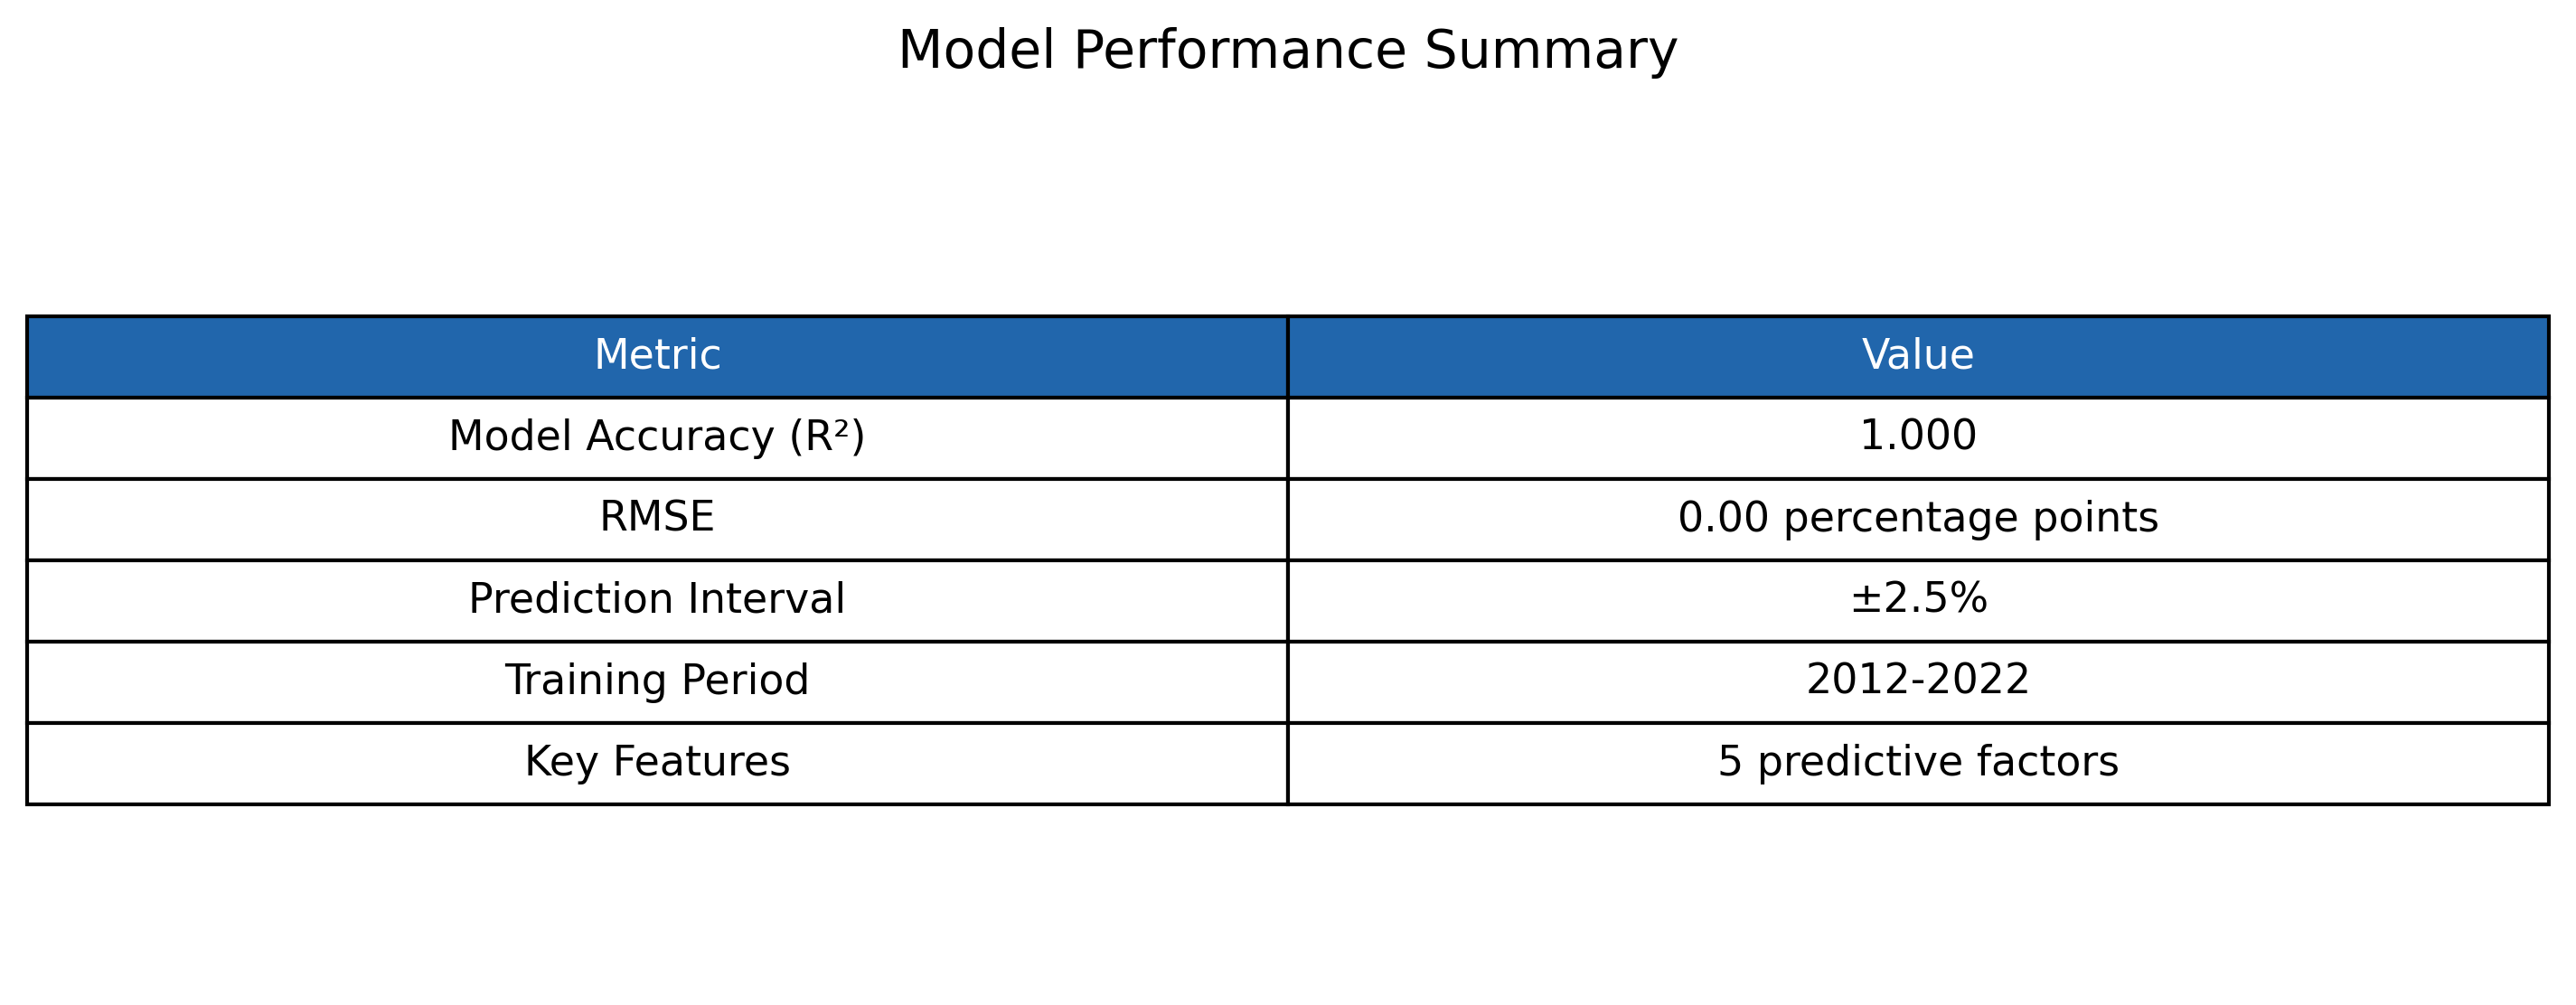 Model Performance Summary
Metric Value
Model Accuracy (R²) 1.000
RMSE 0.00 percentage points
Prediction Interval ±2.5%
Training Period 2012-2022
Key Features 5 predictive factors